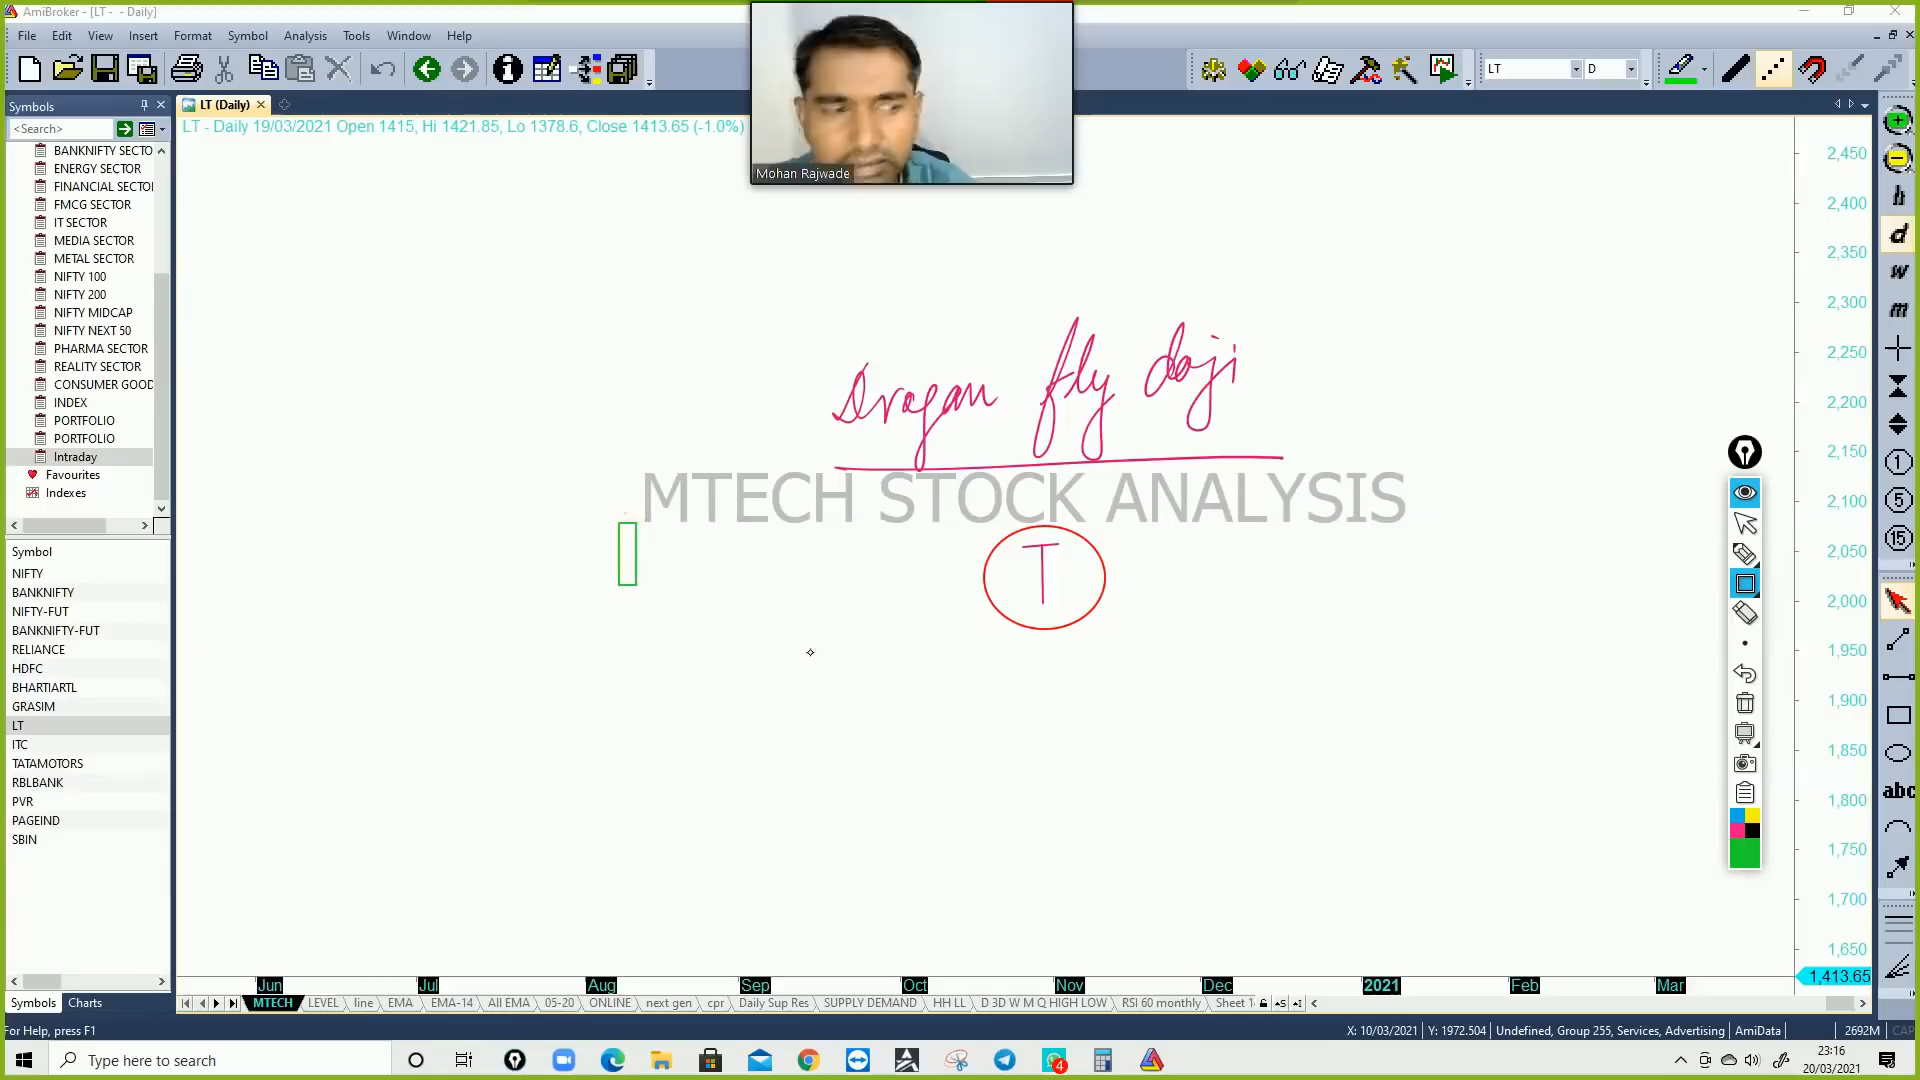 AmiBroker - [LT - - Daily]
File Edit View Insert Format Symbol Analysis Tools Window Help
LT D
Symbols
LT (Daily)
<Search>
LT - Daily 19/03/2021 Open 1415, Hi 1421.85, Lo 1378.6, Close 1413.65 (-1.0%)
Mohan Rajwade
BANKNIFTY SECTO
ENERGY SECTOR
FINANCIAL SECTOI
FMCG SECTOR
IT SECTOR
MEDIA SECTOR
METAL SECTOR
NIFTY 100
NIFTY 200
NIFTY MIDCAP
NIFTY NEXT 50
PHARMA SECTOR
REALITY SECTOR
CONSUMER GOOD
INDEX
PORTFOLIO
PORTFOLIO
Intraday
Favourites
Indexes
Symbol
NIFTY
BANKNIFTY
NIFTY-FUT
BANKNIFTY-FUT
RELIANCE
HDFC
BHARTIARTL
GRASIM
LT
ITC
TATAMOTORS
RBLBANK
PVR
PAGEIND
SBIN
Symbols Charts
Dragan fly doji
MTECH STOCK ANALYSIS
T
2,450
2,400
2,350
2,300
2,250
2,200
2,150
2,100
2,050
2,000
1,950
1,900
1,850
1,800
1,750
1,700
1,650
1,413.65
h
d
w
m
1
5
15
abc
Jun Jul Aug Sep Oct Nov Dec 2021 Feb Mar
MTECH LEVEL line EMA EMA-14 All EMA 05-20 ONLINE next gen cpr Daily Sup Res SUPPLY DEMAND HH LL D 3D W M Q HIGH LOW RSI 60 monthly Sheet 1
For Help, press F1
X: 10/03/2021 Y: 1972.504 Undefined, Group 255, Services, Advertising AmiData 2692M CAP
Type here to search
4
23:16
20/03/2021